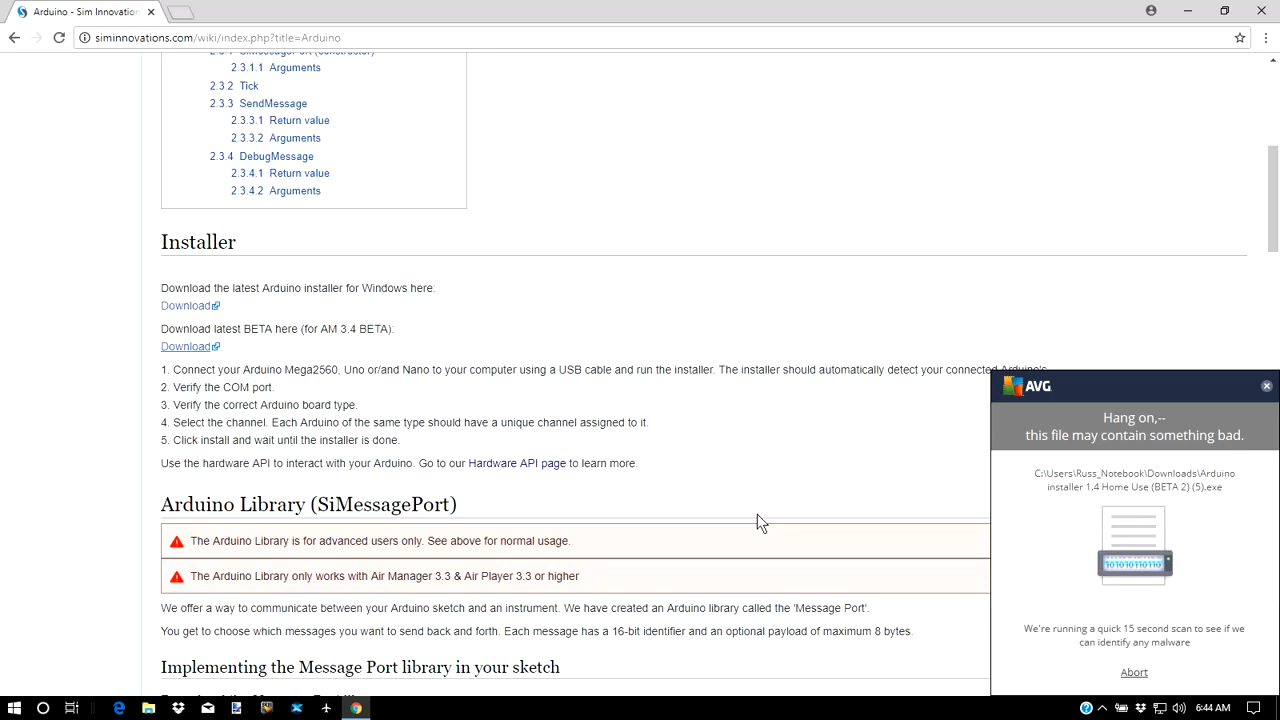 Arduino - Sim Innovation
siminnovations.com/wiki/index.php?title=Arduino
2.3.1.1 Arguments
2.3.2 Tick
2.3.3 SendMessage
2.3.3.1 Return value
2.3.3.2 Arguments
2.3.4 DebugMessage
2.3.4.1 Return value
2.3.4.2 Arguments
Installer
Download the latest Arduino installer for Windows here:
Download
Download latest BETA here (for AM 3.4 BETA):
Download
1. Connect your Arduino Mega2560, Uno or/and Nano to your computer using a USB cable and run the installer. The installer should automatically detect your connected Arduino's
2. Verify the COM port.
3. Verify the correct Arduino board type.
4. Select the channel. Each Arduino of the same type should have a unique channel assigned to it.
5. Click install and wait until the installer is done.
Use the hardware API to interact with your Arduino. Go to our Hardware API page to learn more.
Arduino Library (SiMessagePort)
The Arduino Library is for advanced users only. See above for normal usage.
The Arduino Library only works with Air Manager 3.3 & Air Player 3.3 or higher
We offer a way to communicate between your Arduino sketch and an instrument. We have created an Arduino library called the 'Message Port'.
You get to choose which messages you want to send back and forth. Each message has a 16-bit identifier and an optional payload of maximum 8 bytes.
Implementing the Message Port library in your sketch
AVG
Hang on,--
this file may contain something bad.
C:\Users\Russ_Notebook\Downloads\Arduino
installer 1.4 Home Use (BETA 2) (5).exe
We're running a quick 15 second scan to see if we
can identify any malware
Abort
6:44 AM